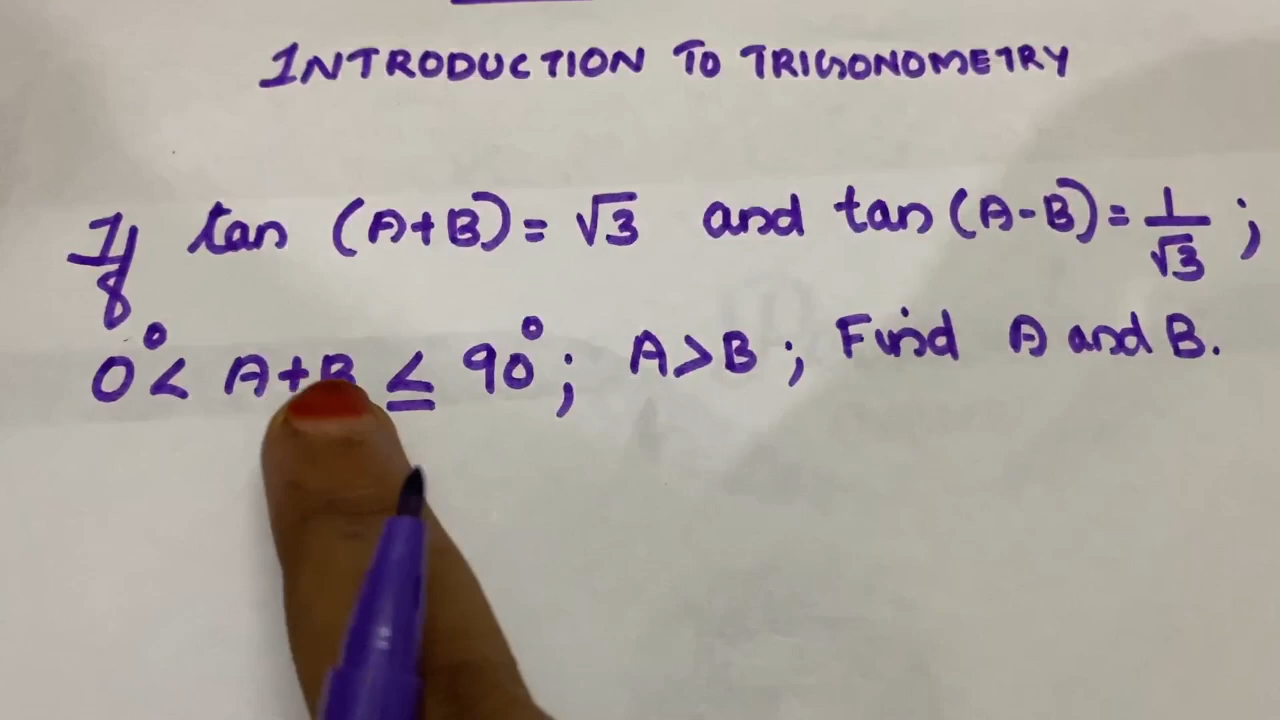 INTRODUCTION TO TRIGONOMETRY
If tan (A+B) = √3 and tan (A-B) = 1/√3 ;
0° < A+B ≤ 90° ; A>B ; Find A and B.